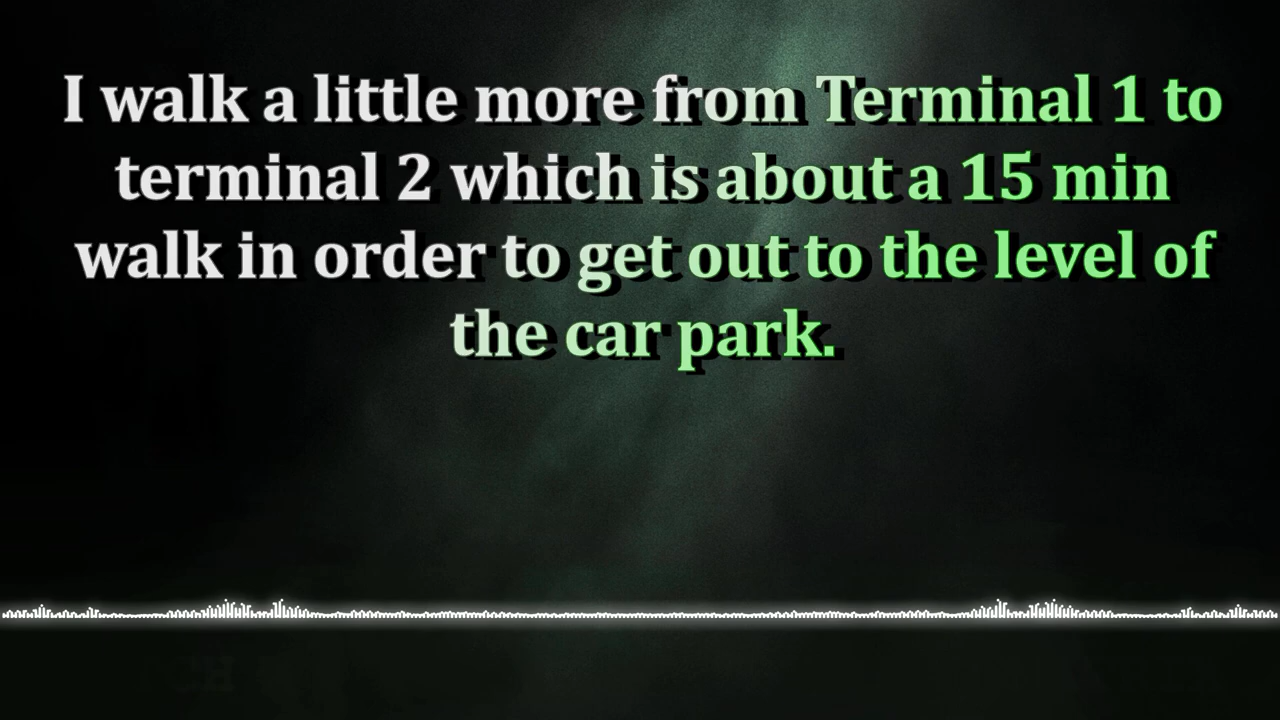 I walk a little more from Terminal 1 to
terminal 2 which is about a 15 min
walk in order to get out to the level of
the car park.